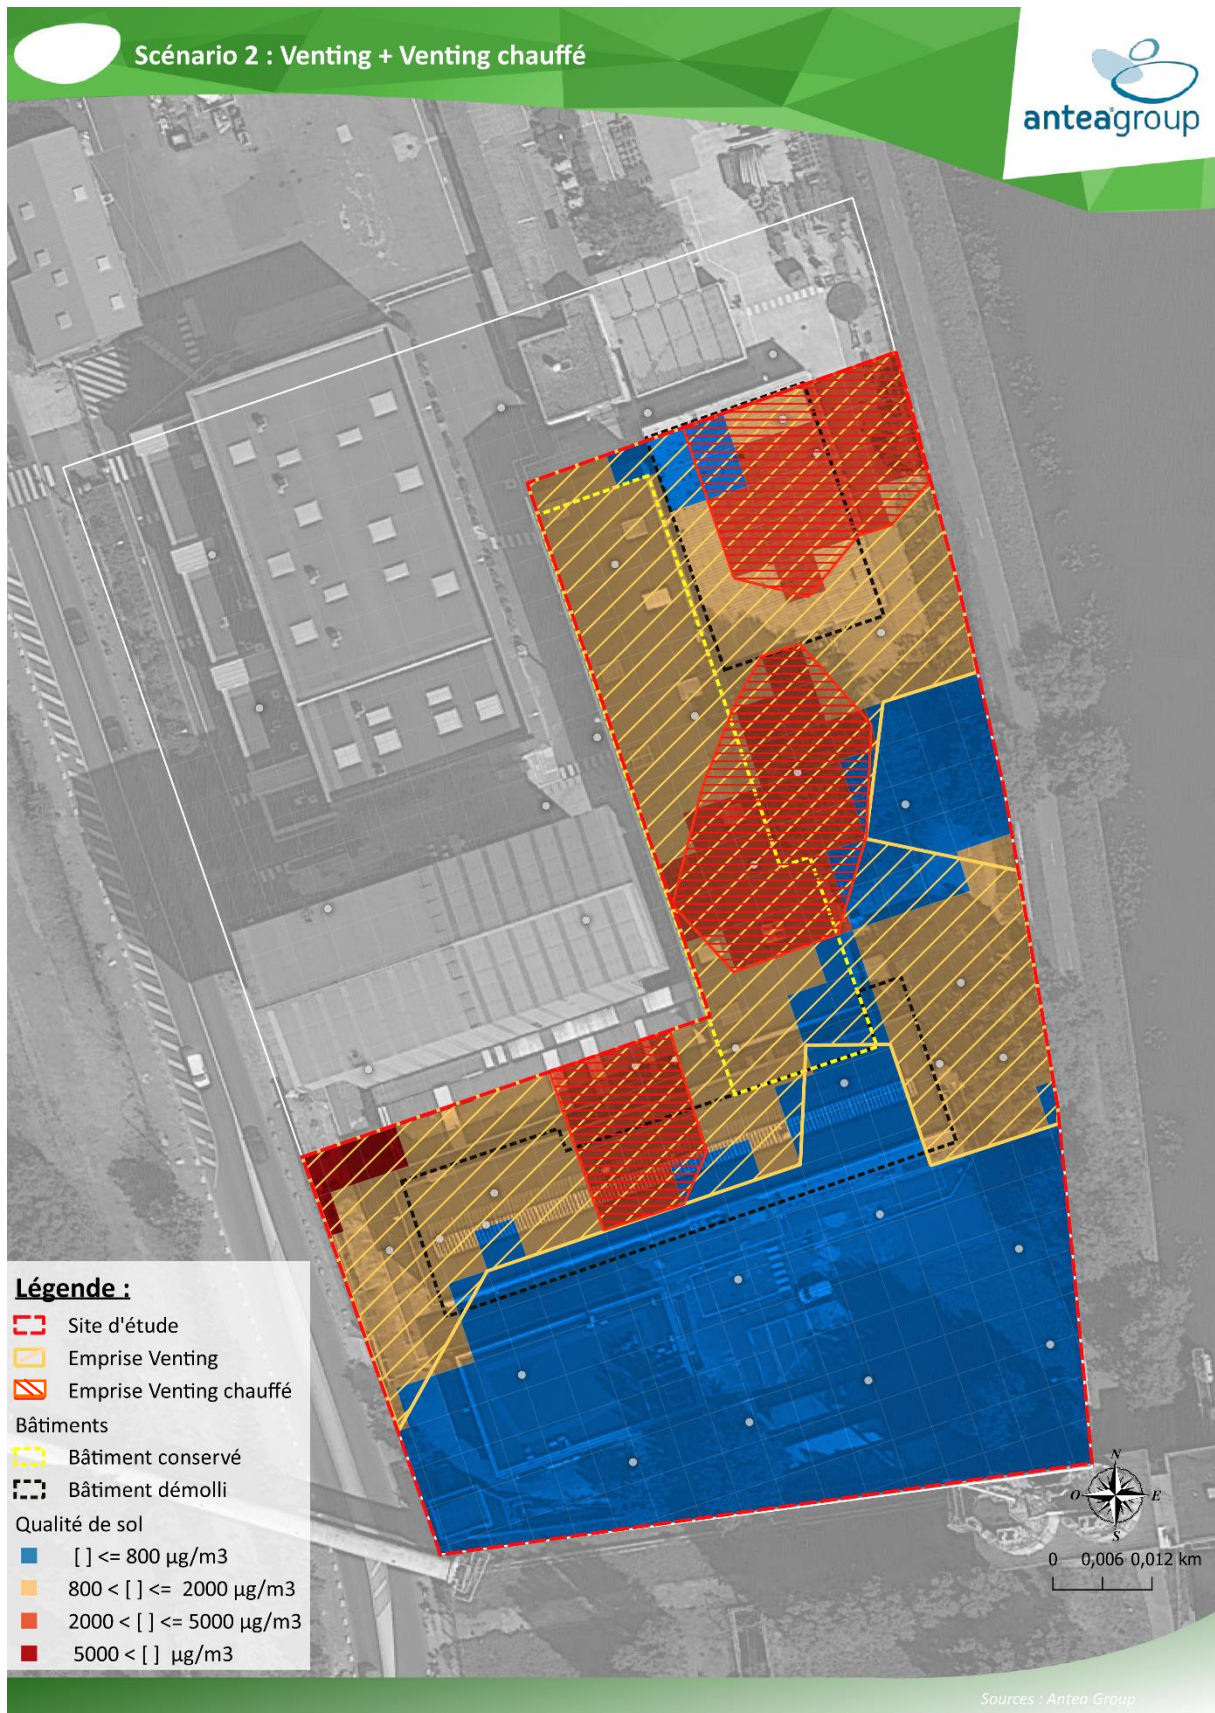 Scénario 2 : Venting + Venting chauffé
anteagroup
Légende :
Site d'étude
Emprise Venting
Emprise Venting chauffé
Bâtiments
Bâtiment conservé
Bâtiment démolli
Qualité de sol
[ ] <= 800 µg/m3
800 < [ ] <= 2000 µg/m3
2000 < [ ] <= 5000 µg/m3
5000 < [ ] µg/m3
N
O E
S
0 0,006 0,012 km
Sources : Antea Group